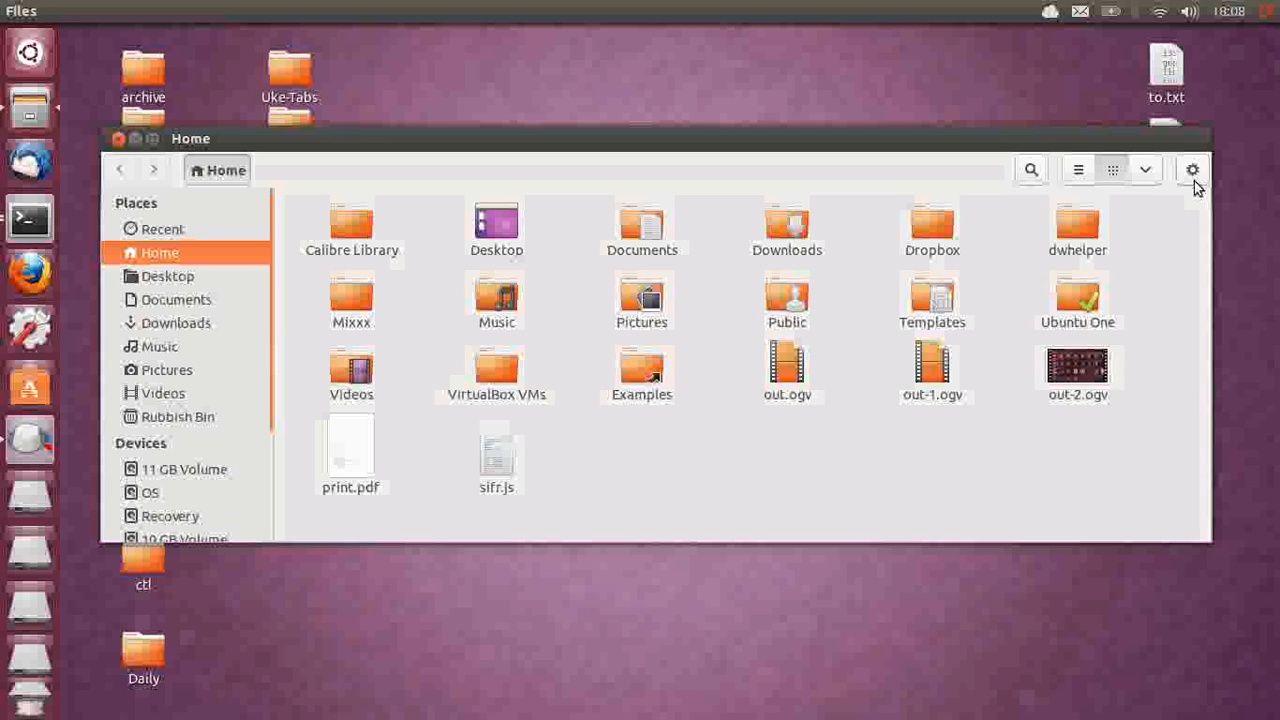 Files
18:08
archive
Uke-Tabs
to.txt
Home
Home
Places
Recent
Home
Desktop
Documents
Downloads
Music
Pictures
Videos
Rubbish Bin
Devices
11 GB Volume
OS
Recovery
10 GB Volume
Calibre Library
Desktop
Documents
Downloads
Dropbox
dwhelper
Mixxx
Music
Pictures
Public
Templates
Ubuntu One
Videos
VirtualBox VMs
Examples
out.ogv
out-1.ogv
out-2.ogv
print.pdf
sifr.js
ctl
Daily